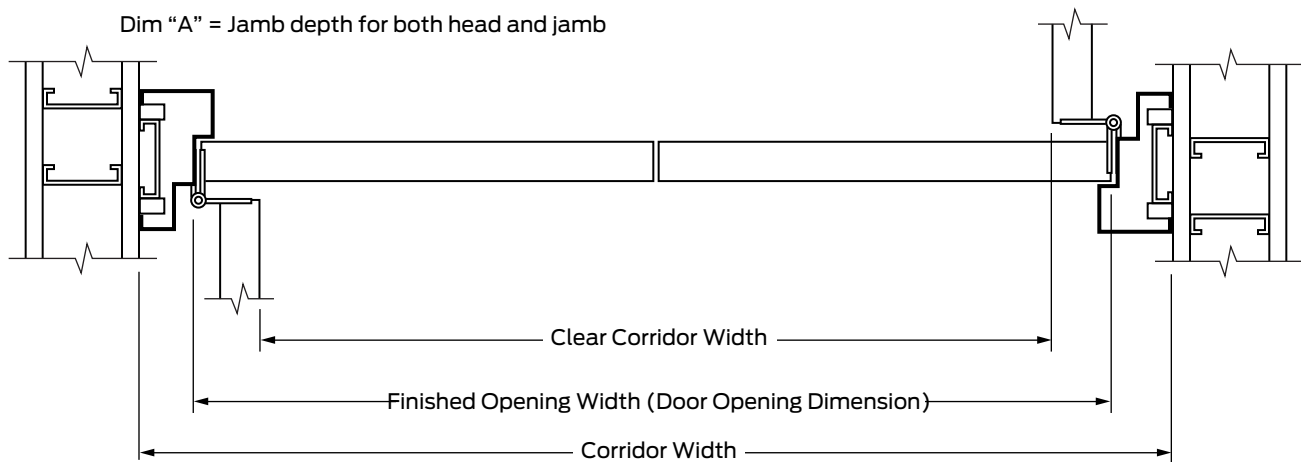 Dim “A” = Jamb depth for both head and jamb
Clear Corridor Width
Finished Opening Width (Door Opening Dimension)
Corridor Width